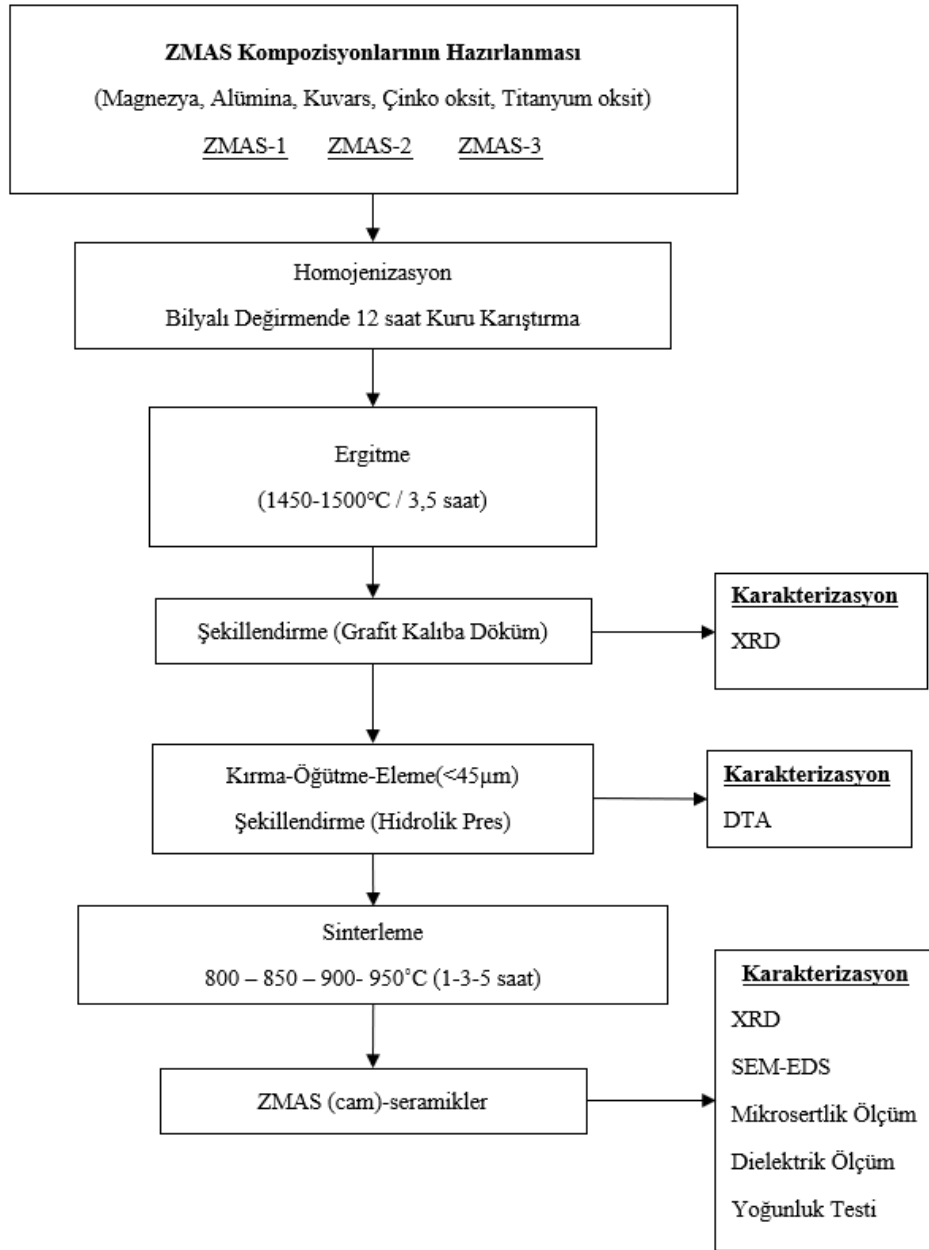 ZMAS Kompozisyonlarının Hazırlanması
(Magnezya, Alümina, Kuvars, Çinko oksit, Titanyum oksit)
ZMAS-1 ZMAS-2 ZMAS-3
Homojenizasyon
Bilyalı Değirmende 12 saat Kuru Karıştırma
Ergitme
(1450-1500°C / 3,5 saat)
Şekillendirme (Grafit Kalıba Döküm)
Karakterizasyon
XRD
Kırma-Öğütme-Eleme(<45µm)
Şekillendirme (Hidrolik Pres)
Karakterizasyon
DTA
Sinterleme
800 – 850 – 900- 950˚C (1-3-5 saat)
ZMAS (cam)-seramikler
Karakterizasyon
XRD
SEM-EDS
Mikrosertlik Ölçüm
Dielektrik Ölçüm
Yoğunluk Testi